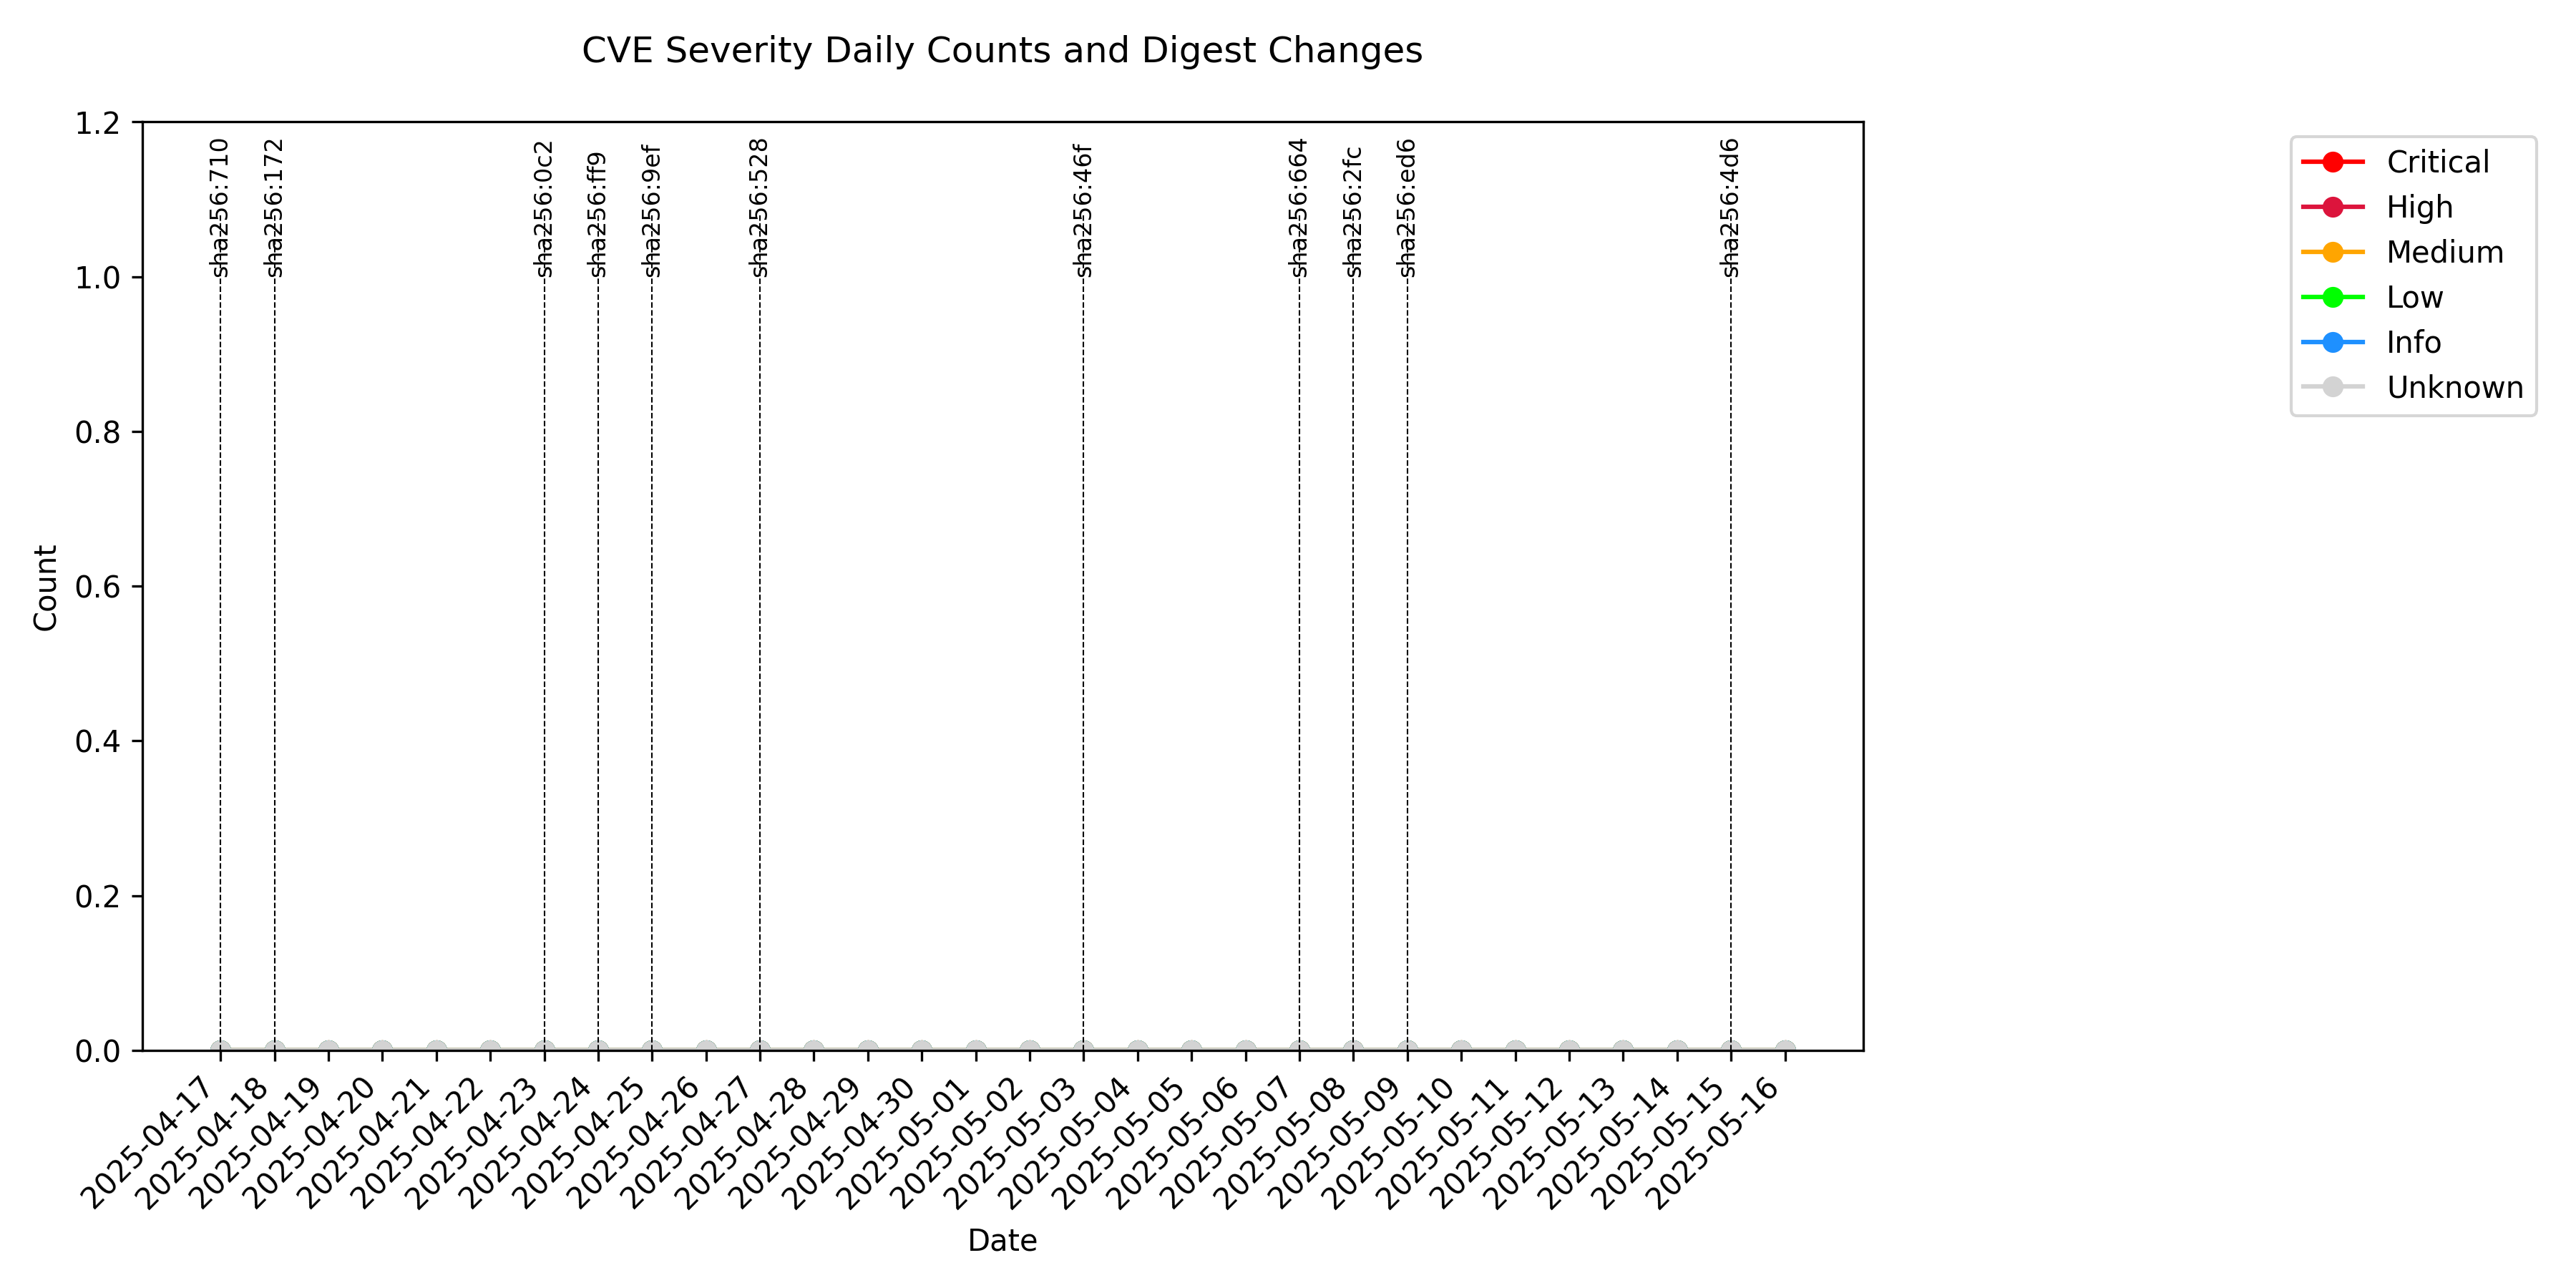 CVE Severity Daily Counts and Digest Changes
1.2
1.0
0.8
0.6
0.4
0.2
0.0
Count
sha256:710
sha256:172
sha256:0c2
sha256:ff9
sha256:9ef
sha256:528
sha256:46f
sha256:664
sha256:2fc
sha256:ed6
sha256:4d6
Critical
High
Medium
Low
Info
Unknown
2025-04-17
2025-04-18
2025-04-19
2025-04-20
2025-04-21
2025-04-22
2025-04-23
2025-04-24
2025-04-25
2025-04-26
2025-04-27
2025-04-28
2025-04-29
2025-04-30
2025-05-01
2025-05-02
2025-05-03
2025-05-04
2025-05-05
2025-05-06
2025-05-07
2025-05-08
2025-05-09
2025-05-10
2025-05-11
2025-05-12
2025-05-13
2025-05-14
2025-05-15
2025-05-16
Date